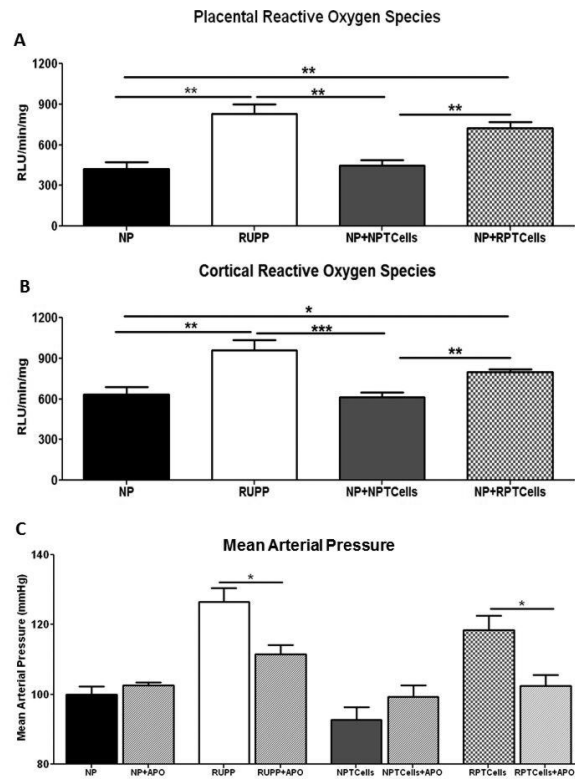 Placental Reactive Oxygen Species
A
1200
900
600
300
0
RLU/min/mg
**
**
**
**
NP
RUPP
NP+NPTCells
NP+RPTCells
Cortical Reactive Oxygen Species
B
1200
900
600
300
0
RLU/min/mg
*
**
***
**
NP
RUPP
NP+NPTCells
NP+RPTCells
C
Mean Arterial Pressure
140
120
100
80
Mean Arterial Pressure (mmHg)
*
*
NP
NP+APO
RUPP
RUPP+APO
NPTCells
NPTCells+APO
RPTCells
RPTCells+APO